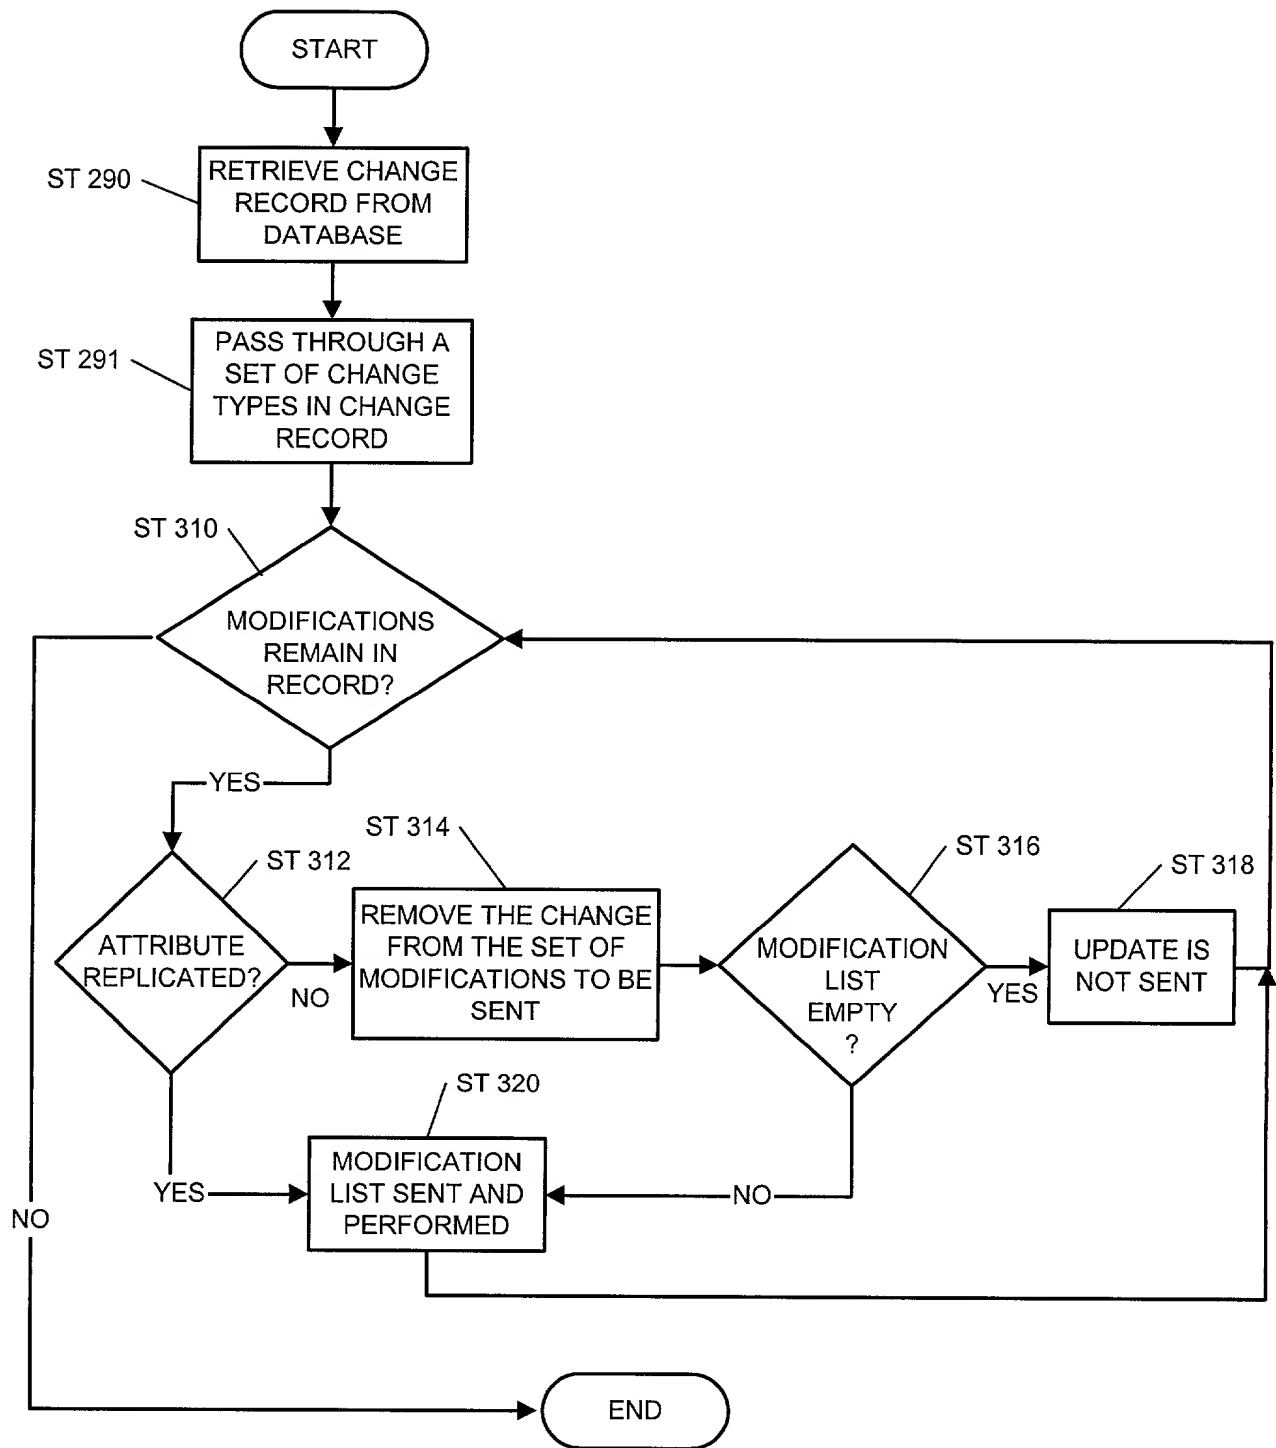 START
ST 290
RETRIEVE CHANGE
RECORD FROM
DATABASE
ST 291
PASS THROUGH A
SET OF CHANGE
TYPES IN CHANGE
RECORD
ST 310
MODIFICATIONS
REMAIN IN
RECORD?
YES
ST 312
ATTRIBUTE
REPLICATED?
NO
ST 314
REMOVE THE CHANGE
FROM THE SET OF
MODIFICATIONS TO BE
SENT
ST 316
MODIFICATION
LIST
EMPTY
?
YES
ST 318
UPDATE IS
NOT SENT
YES
ST 320
MODIFICATION
LIST SENT AND
PERFORMED
NO
NO
END